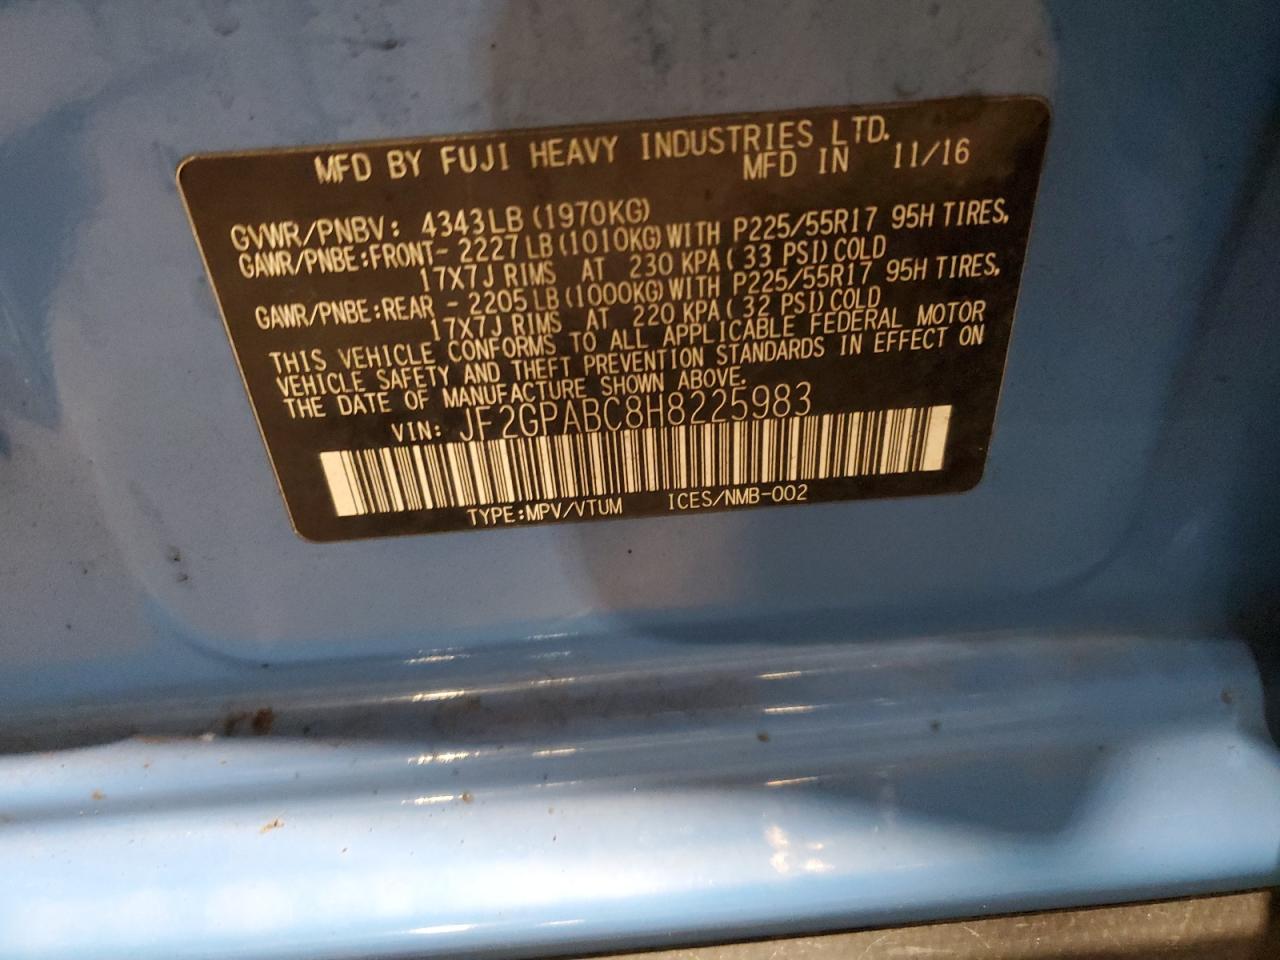 MFD BY FUJI HEAVY INDUSTRIES LTD.
MFD IN 11/16
GVWR/PNBV: 4343LB(1970KG)
GAWR/PNBE:FRONT-2227LB(1010KG)WITH P225/55R17 95H TIRES,
17X7J RIMS AT 230 KPA(33 PSI)COLD
GAWR/PNBE:REAR -2205LB(1000KG)WITH P225/55R17 95H TIRES,
17X7J RIMS AT 220 KPA(32 PSI)COLD
THIS VEHICLE CONFORMS TO ALL APPLICABLE FEDERAL MOTOR
VEHICLE SAFETY AND THEFT PREVENTION STANDARDS IN EFFECT ON
THE DATE OF MANUFACTURE SHOWN ABOVE.
VIN: JF2GPABC8H8225983
TYPE:MPV/VTUM ICES/NMB-002